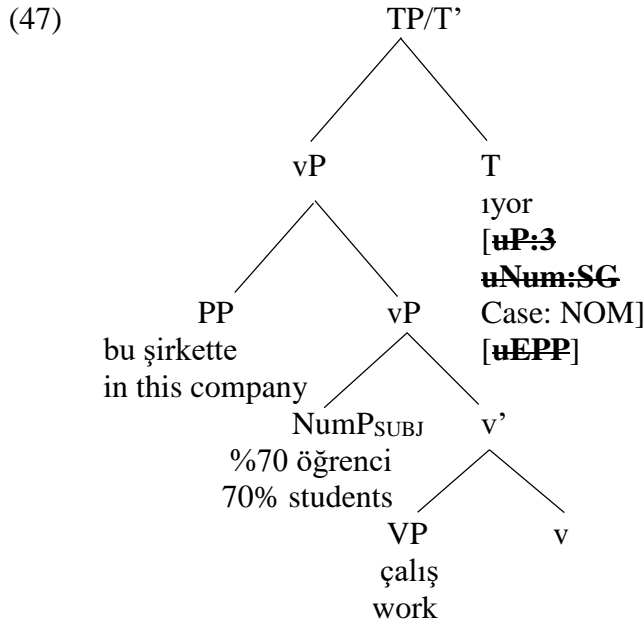 (47) TP/T’
vP T
ıyor
[uP:3
uNum:SG
PP vP Case: NOM]
bu şirkette [uEPP]
in this company
NumPSUBJ v’
%70 öğrenci
70% students
VP v
çalış
work